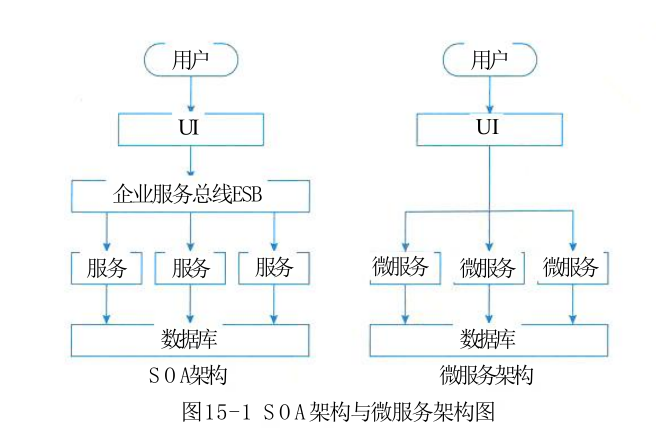 用户 用户
UI UI
企业服务总线ESB
服务 服务 服务 微服务 微服务 微服务
数据库 数据库
SOA架构 微服务架构
图15-1 SOA架构与微服务架构图